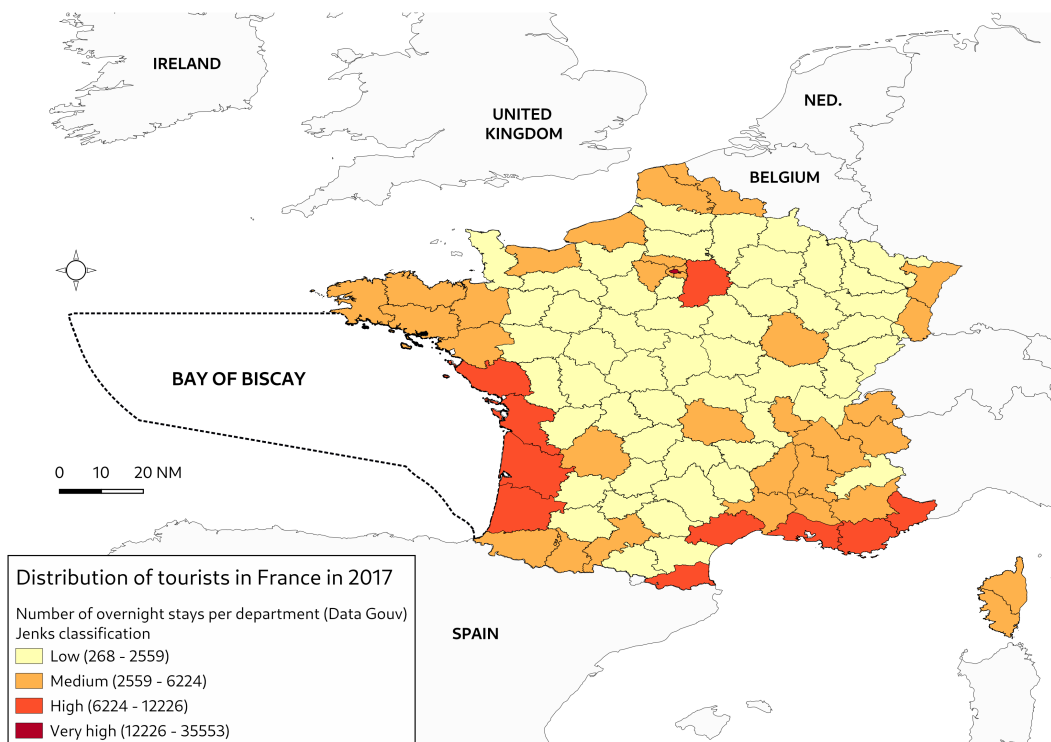 IRELAND
UNITED
KINGDOM
NED.
BELGIUM
BAY OF BISCAY
0 10 20 NM
SPAIN
Distribution of tourists in France in 2017
Number of overnight stays per department (Data Gouv)
Jenks classification
Low (268 - 2559)
Medium (2559 - 6224)
High (6224 - 12226)
Very high (12226 - 35553)